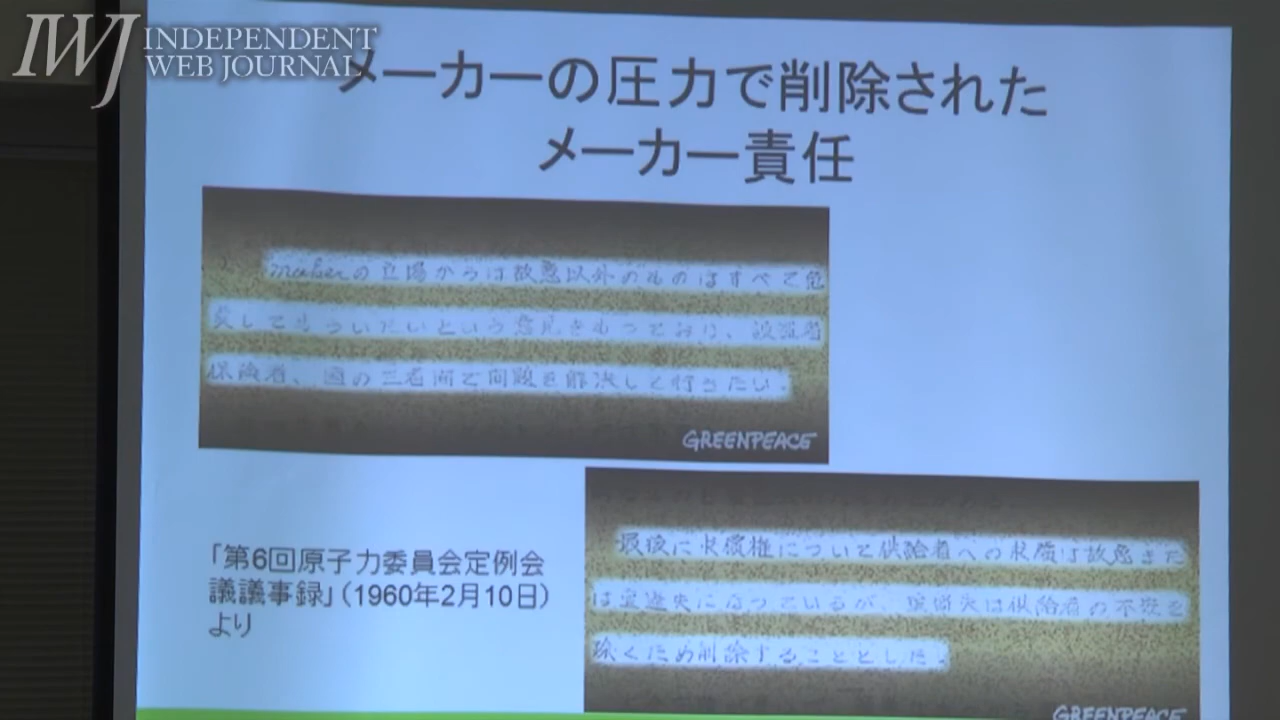 IWJ INDEPENDENT
WEB JOURNAL
メーカーの圧力で削除された
メーカー責任
makerの立場からは故意以外のものはすべて免
責してもらいたいという意見をもっており、設置者
保険者、国の三者間で問題を解決して行きたい。
GREENPEACE
「第6回原子力委員会定例会
議議事録」(1960年2月10日)
より
最後に求償権について供給者への求償は故意また
は重過失になっているが、重過失は供給者の不安を
除くため削除することとした。
GREENPEACE